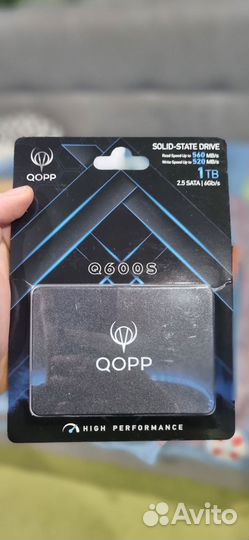 QOPP
SOLID-STATE DRIVE
Read Speed Up to 560 MB/s
Write Speed Up to 520 MB/s
1TB
2.5 SATA | 6Gb/s
Q600S
QOPP
HIGH PERFORMANCE
Avito